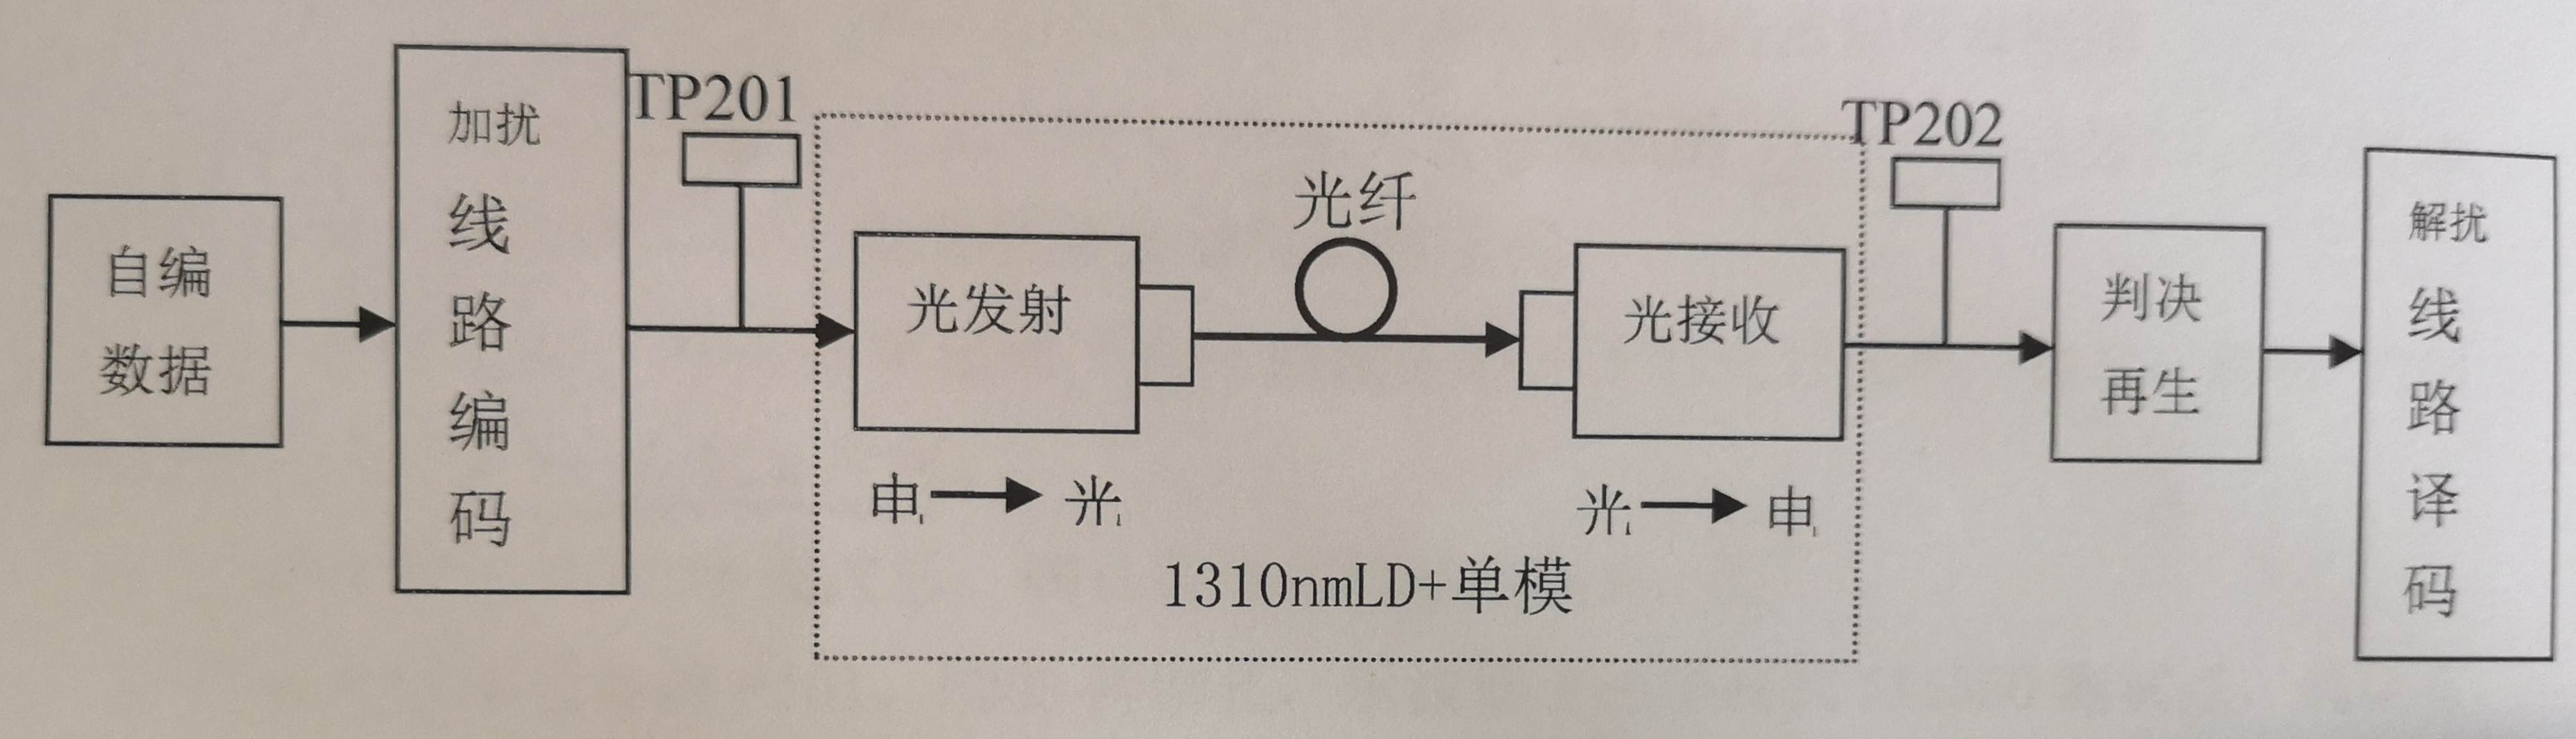 自编
数据
加扰
线
路
编
码
TP201
光发射
电
光
光纤
1310nmLD+单模
光接收
光
电
TP202
判决
再生
解扰
线
路
译
码